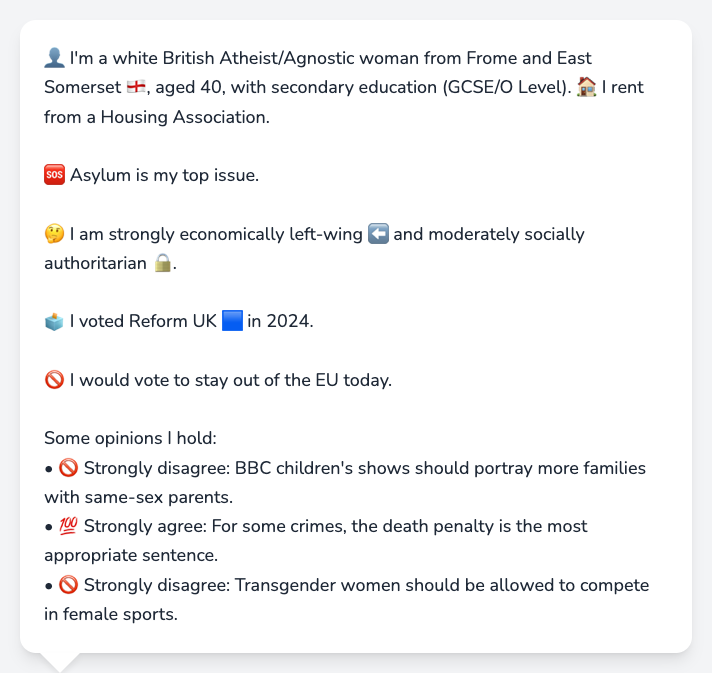 👤 I'm a white British Atheist/Agnostic woman from Frome and East
Somerset 🏴󠁧󠁢󠁥󠁮󠁧󠁿, aged 40, with secondary education (GCSE/O Level). 🏠 I rent
from a Housing Association.
🆘 Asylum is my top issue.
🤔 I am strongly economically left-wing ⬅️ and moderately socially
authoritarian 🔒.
🗳️ I voted Reform UK 🟦 in 2024.
🚫 I would vote to stay out of the EU today.
Some opinions I hold:
• 🚫 Strongly disagree: BBC children's shows should portray more families
with same-sex parents.
• 💯 Strongly agree: For some crimes, the death penalty is the most
appropriate sentence.
• 🚫 Strongly disagree: Transgender women should be allowed to compete
in female sports.